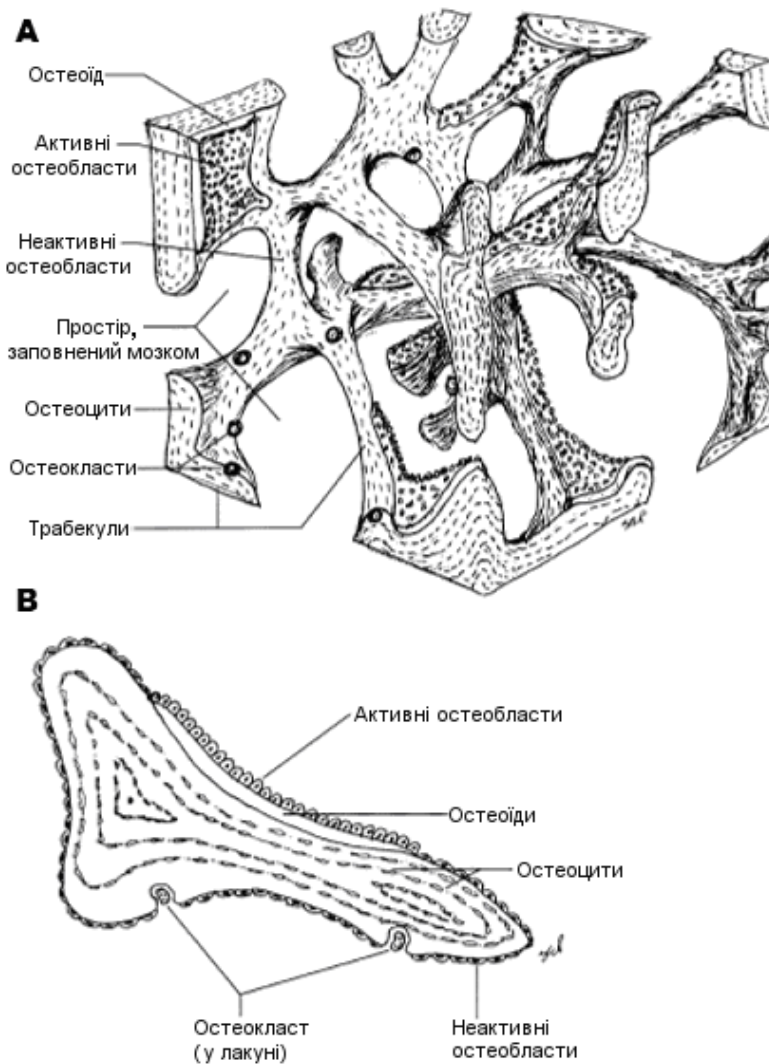 A
Остеоїд
Активні
остеобласти
Неактивні
остеобласти
Простір,
заповнений мозком
Остеоцити
Остеокласти
Трабекули
B
Активні остеобласти
Остеоїди
Остеоцити
Остеокласт
(у лакуні)
Неактивні
остеобласти